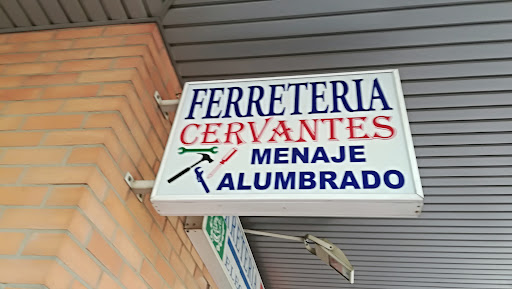 FERRETERIA
CERVANTES
MENAJE
ALUMBRADO